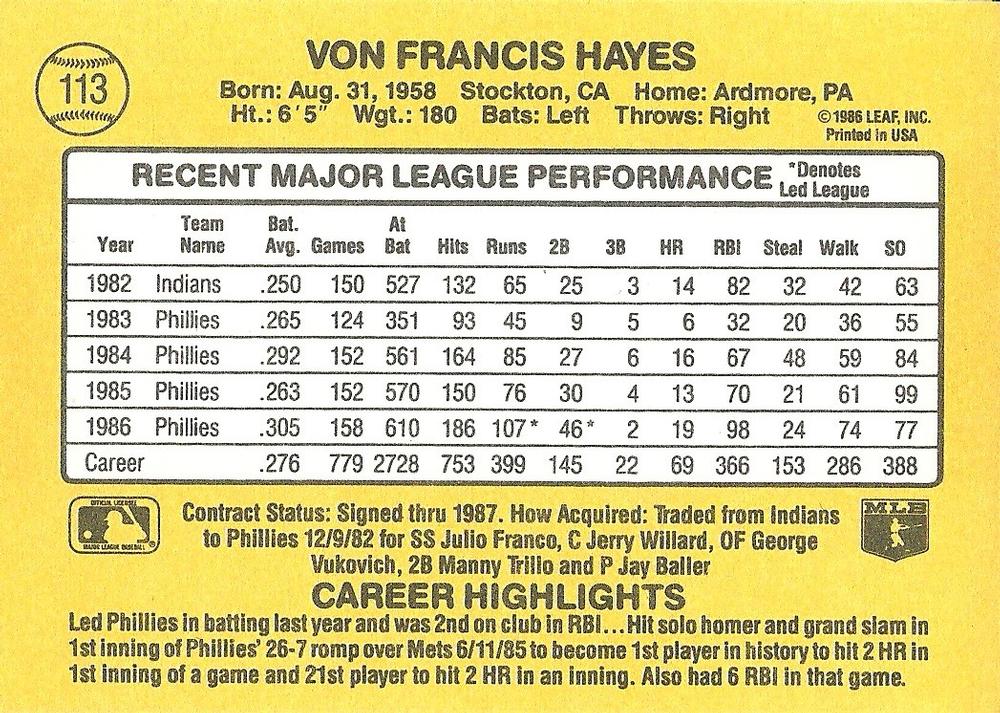 VON FRANCIS HAYES
113
Born: Aug. 31, 1958 Stockton, CA Home: Ardmore, PA
Ht.: 6'5" Wgt.: 180 Bats: Left Throws: Right
©1986 LEAF, INC.
Printed in USA
RECENT MAJOR LEAGUE PERFORMANCE *Denotes Led League
Year Team Name Bat. Avg. Games At Bat Hits Runs 2B 3B HR RBI Steal Walk SO
1982 Indians .250 150 527 132 65 25 3 14 82 32 42 63
1983 Phillies .265 124 351 93 45 9 5 6 32 20 36 55
1984 Phillies .292 152 561 164 85 27 6 16 67 48 59 84
1985 Phillies .263 152 570 150 76 30 4 13 70 21 61 99
1986 Phillies .305 158 610 186 107* 46* 2 19 98 24 74 77
Career .276 779 2728 753 399 145 22 69 366 153 286 388
OFFICIAL LICENSEE
MAJOR LEAGUE BASEBALL
MLB
Contract Status: Signed thru 1987. How Acquired: Traded from Indians
to Phillies 12/9/82 for SS Julio Franco, C Jerry Willard, OF George
Vukovich, 2B Manny Trillo and P Jay Baller
CAREER HIGHLIGHTS
Led Phillies in batting last year and was 2nd on club in RBI...Hit solo homer and grand slam in
1st inning of Phillies' 26-7 romp over Mets 6/11/85 to become 1st player in history to hit 2 HR in
1st inning of a game and 21st player to hit 2 HR in an inning. Also had 6 RBI in that game.